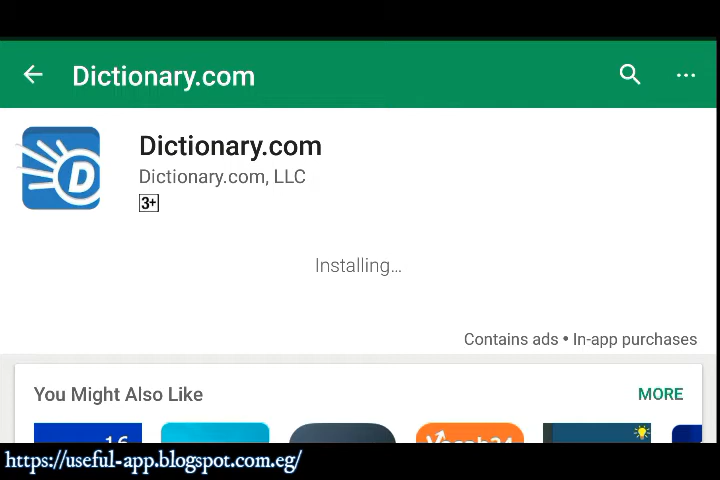 Dictionary.com
Dictionary.com
Dictionary.com, LLC
3+
Installing...
Contains ads • In-app purchases
You Might Also Like
MORE
16
https://useful-app.blogspot.com.eg/